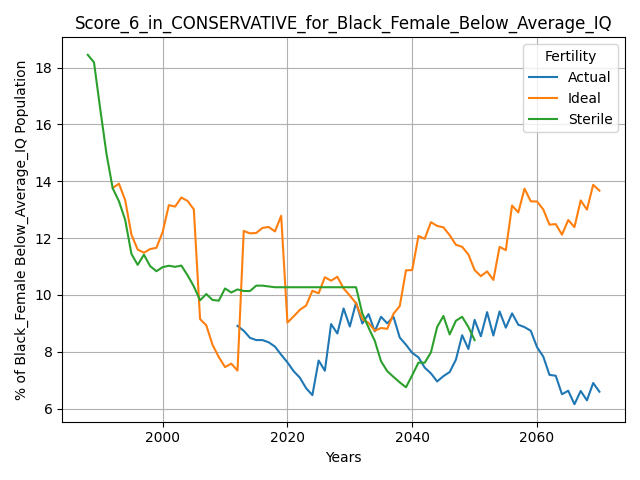 Score_6_in_CONSERVATIVE_for_Black_Female_Below_Average_IQ
% of Black_Female Below_Average_IQ Population
18
16
14
12
10
8
6
Fertility
Actual
Ideal
Sterile
2000
2020
2040
2060
Years